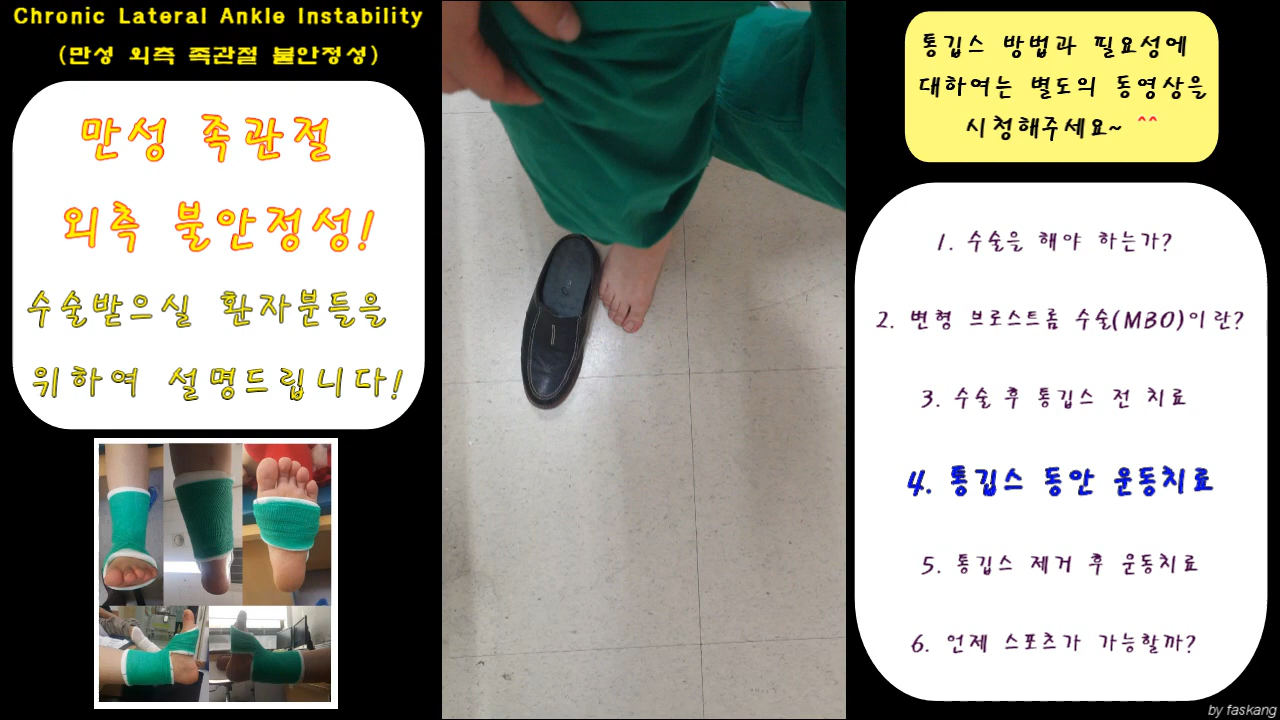 Chronic Lateral Ankle Instability
(만성 외측 족관절 불안정성)
만성 족관절
외측 불안정성!
수술받으실 환자분들을
위하여 설명드립니다!
통깁스 방법과 필요성에
대하여는 별도의 동영상을
시청해주세요~ ^^
1. 수술을 해야 하는가?
2. 변형 브로스트롬 수술(MBO)이란?
3. 수술 후 통깁스 전 치료
4. 통깁스 동안 운동치료
5. 통깁스 제거 후 운동치료
6. 언제 스포츠가 가능할까?
by faskang